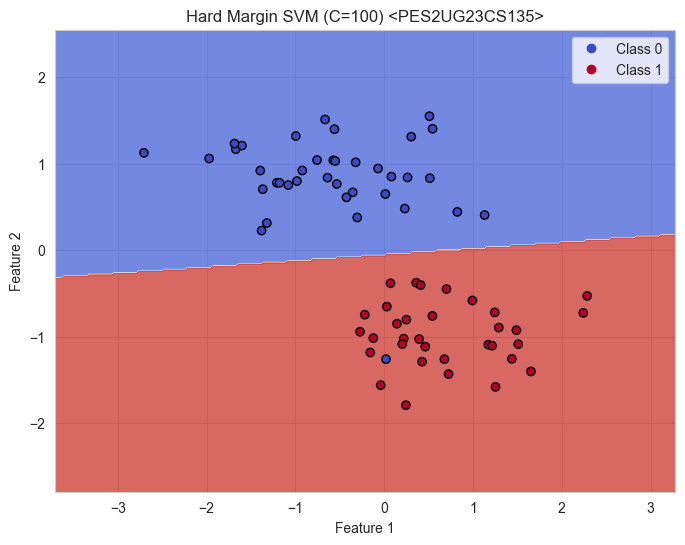 Hard Margin SVM (C=100) <PES2UG23CS135>
Class 0
Class 1
Feature 2
2
1
0
−1
−2
−3
−2
−1
0
1
2
3
Feature 1